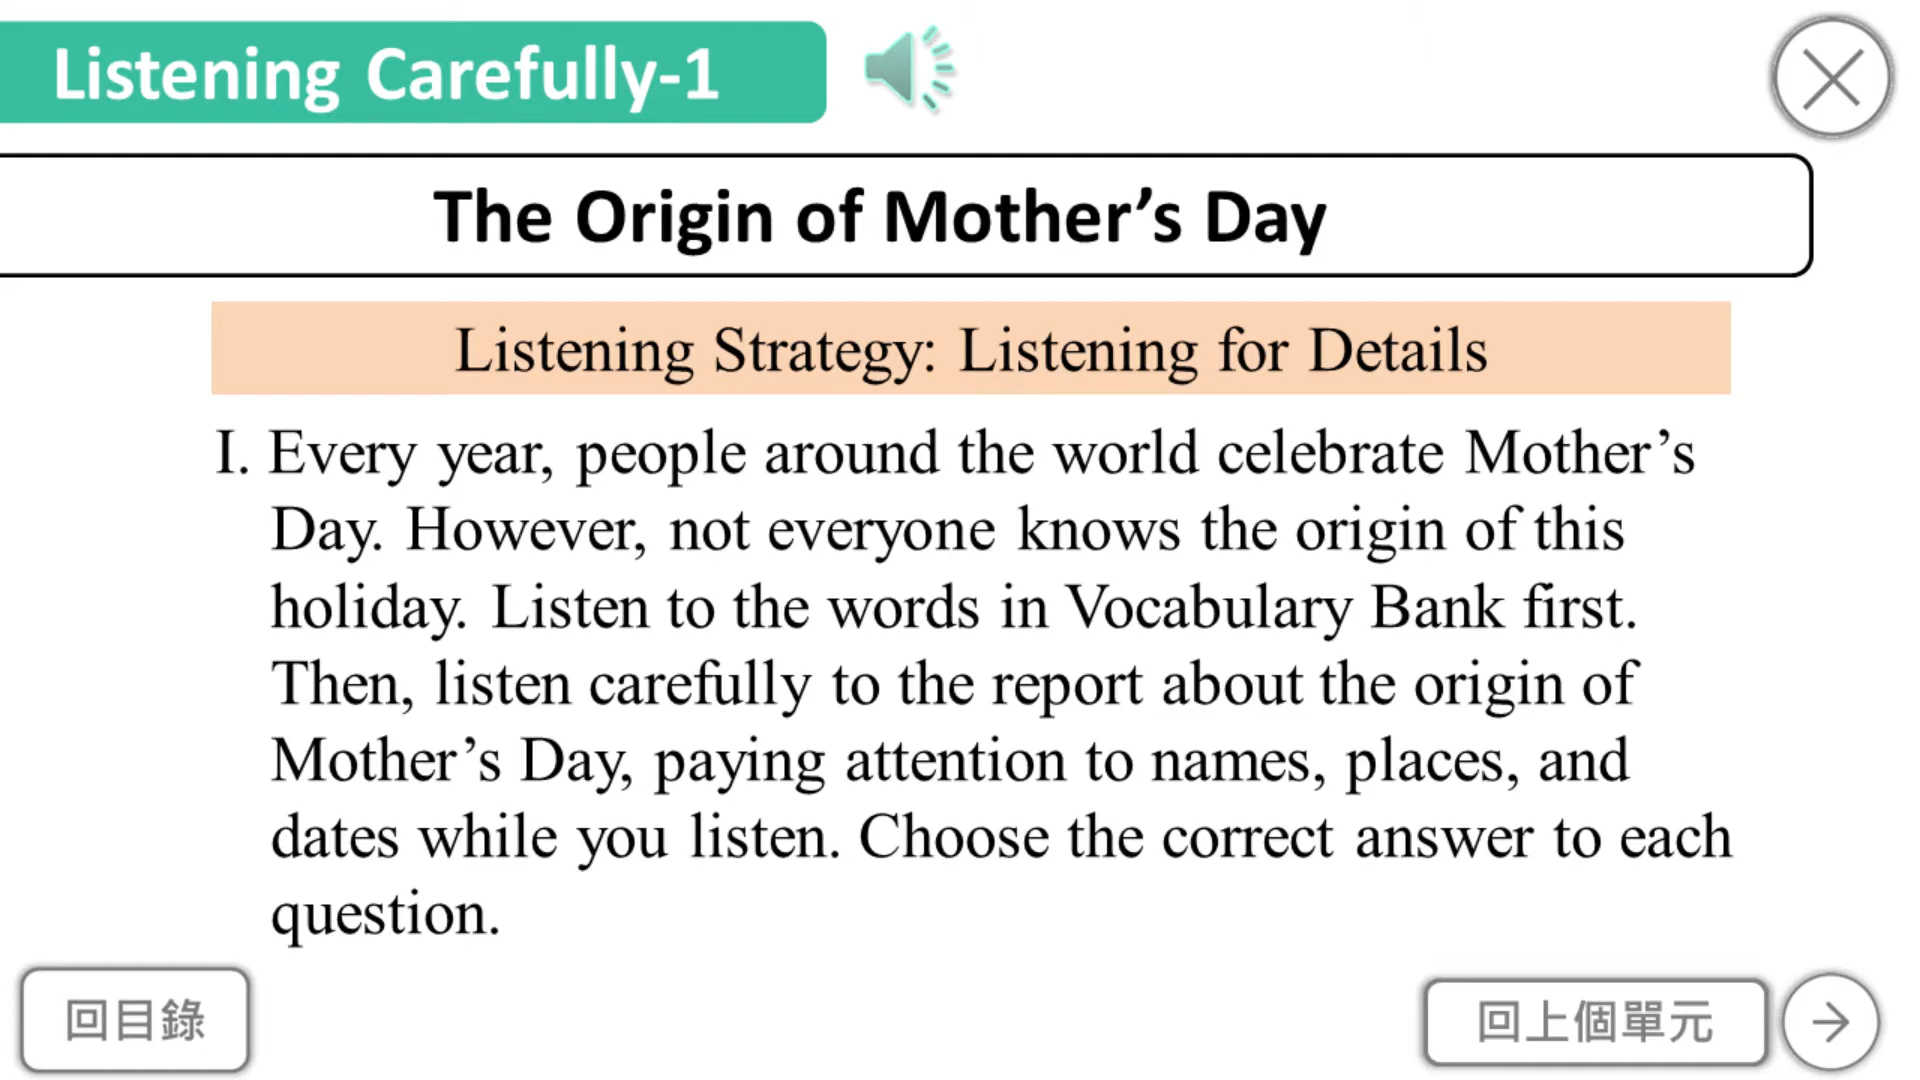 Listening Carefully-1
The Origin of Mother’s Day
Listening Strategy: Listening for Details
I. Every year, people around the world celebrate Mother’s
Day. However, not everyone knows the origin of this
holiday. Listen to the words in Vocabulary Bank first.
Then, listen carefully to the report about the origin of
Mother’s Day, paying attention to names, places, and
dates while you listen. Choose the correct answer to each
question.
回目錄
回上個單元